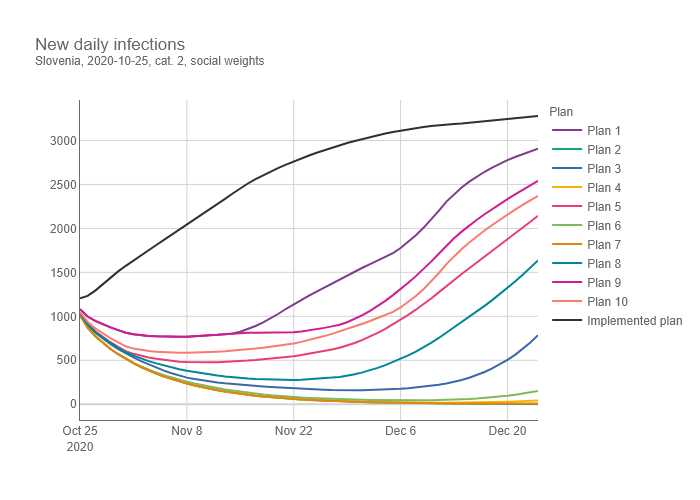 New daily infections
Slovenia, 2020-10-25, cat. 2, social weights
3000
2500
2000
1500
1000
500
0
Oct 25
2020
Nov 8
Nov 22
Dec 6
Dec 20
Plan
Plan 1
Plan 2
Plan 3
Plan 4
Plan 5
Plan 6
Plan 7
Plan 8
Plan 9
Plan 10
Implemented plan